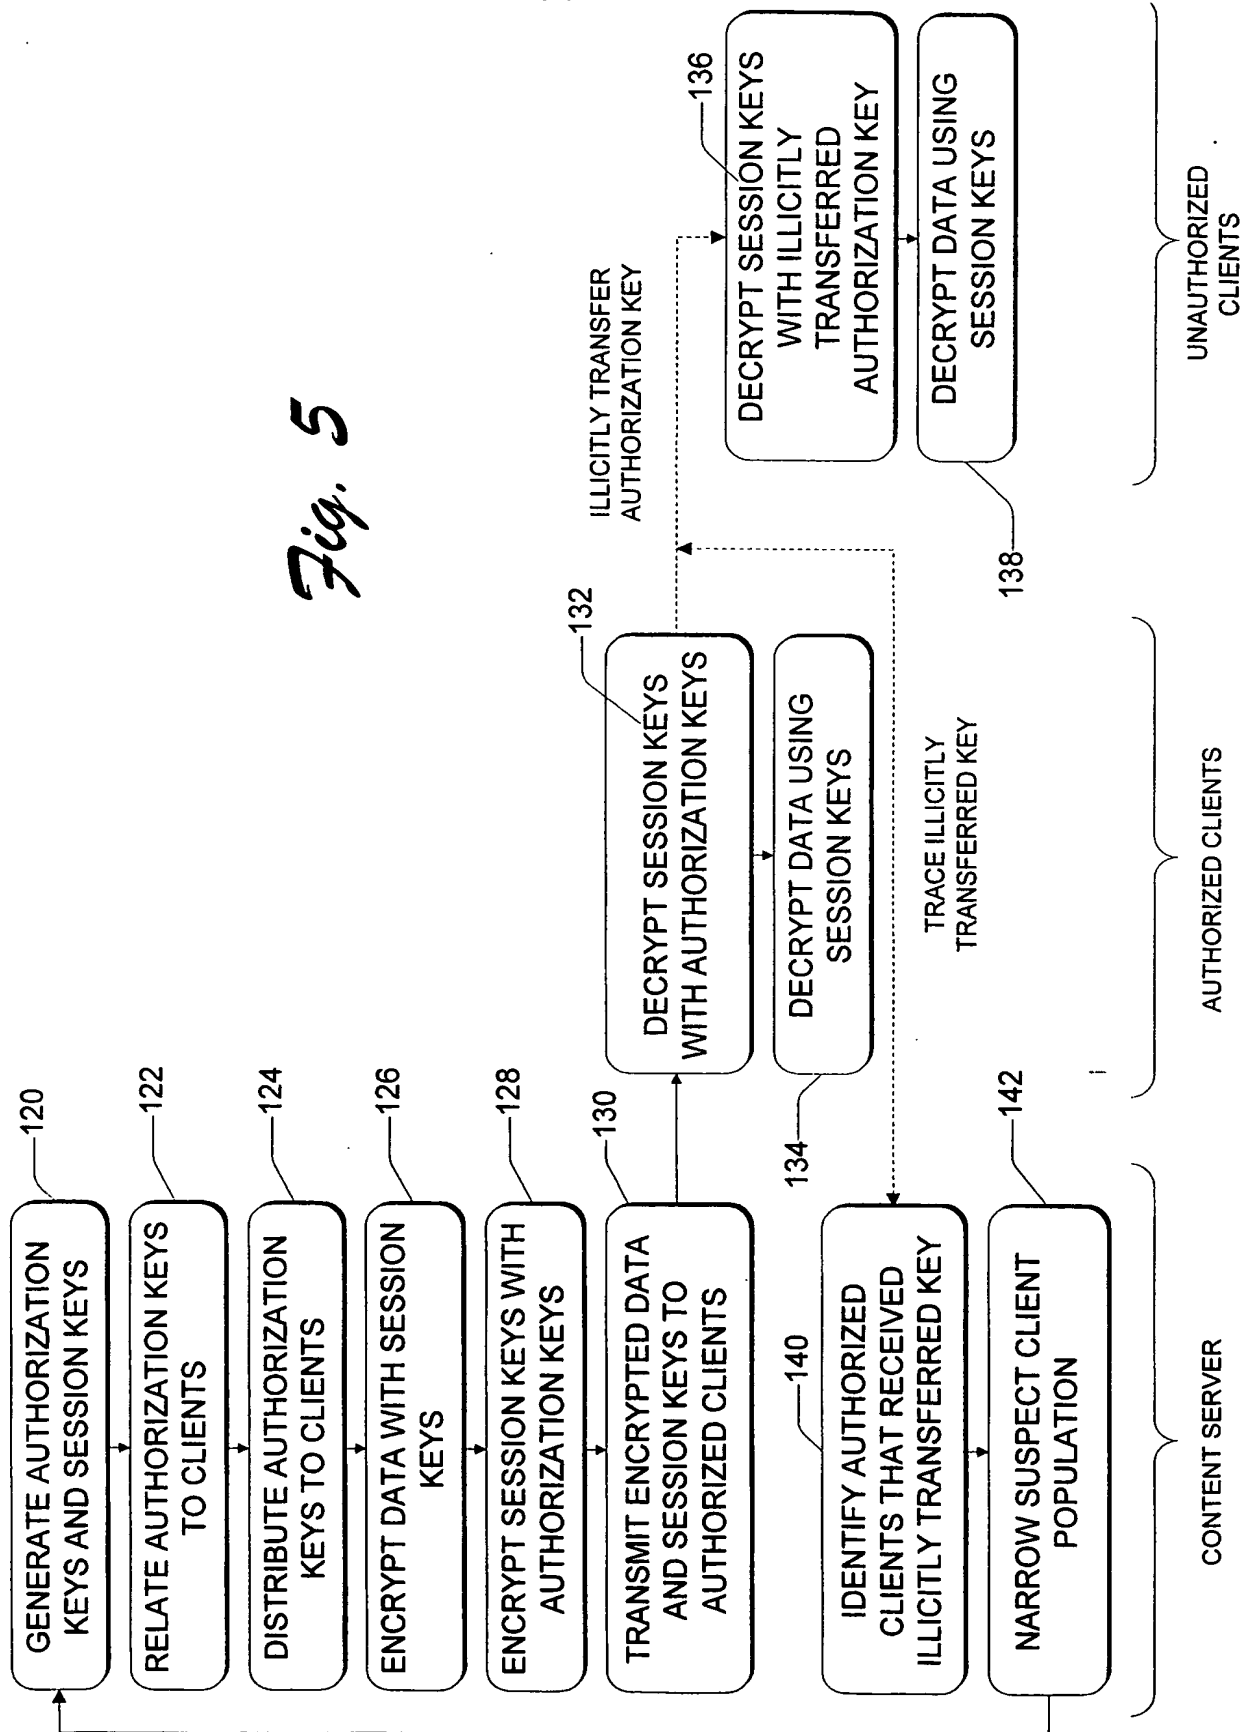 Fig. 5
120
GENERATE AUTHORIZATION
KEYS AND SESSION KEYS
122
RELATE AUTHORIZATION KEYS
TO CLIENTS
124
DISTRIBUTE AUTHORIZATION
KEYS TO CLIENTS
126
ENCRYPT DATA WITH SESSION
KEYS
128
ENCRYPT SESSION KEYS WITH
AUTHORIZATION KEYS
130
TRANSMIT ENCRYPTED DATA
AND SESSION KEYS TO
AUTHORIZED CLIENTS
140
IDENTIFY AUTHORIZED
CLIENTS THAT RECEIVED
ILLICITLY TRANSFERRED KEY
142
NARROW SUSPECT CLIENT
POPULATION
CONTENT SERVER
132
DECRYPT SESSION KEYS
WITH AUTHORIZATION KEYS
134
DECRYPT DATA USING
SESSION KEYS
TRACE ILLICITLY
TRANSFERRED KEY
AUTHORIZED CLIENTS
ILLICITLY TRANSFER
AUTHORIZATION KEY
136
DECRYPT SESSION KEYS
WITH ILLICITLY
TRANSFERRED
AUTHORIZATION KEY
138
DECRYPT DATA USING
SESSION KEYS
UNAUTHORIZED
CLIENTS